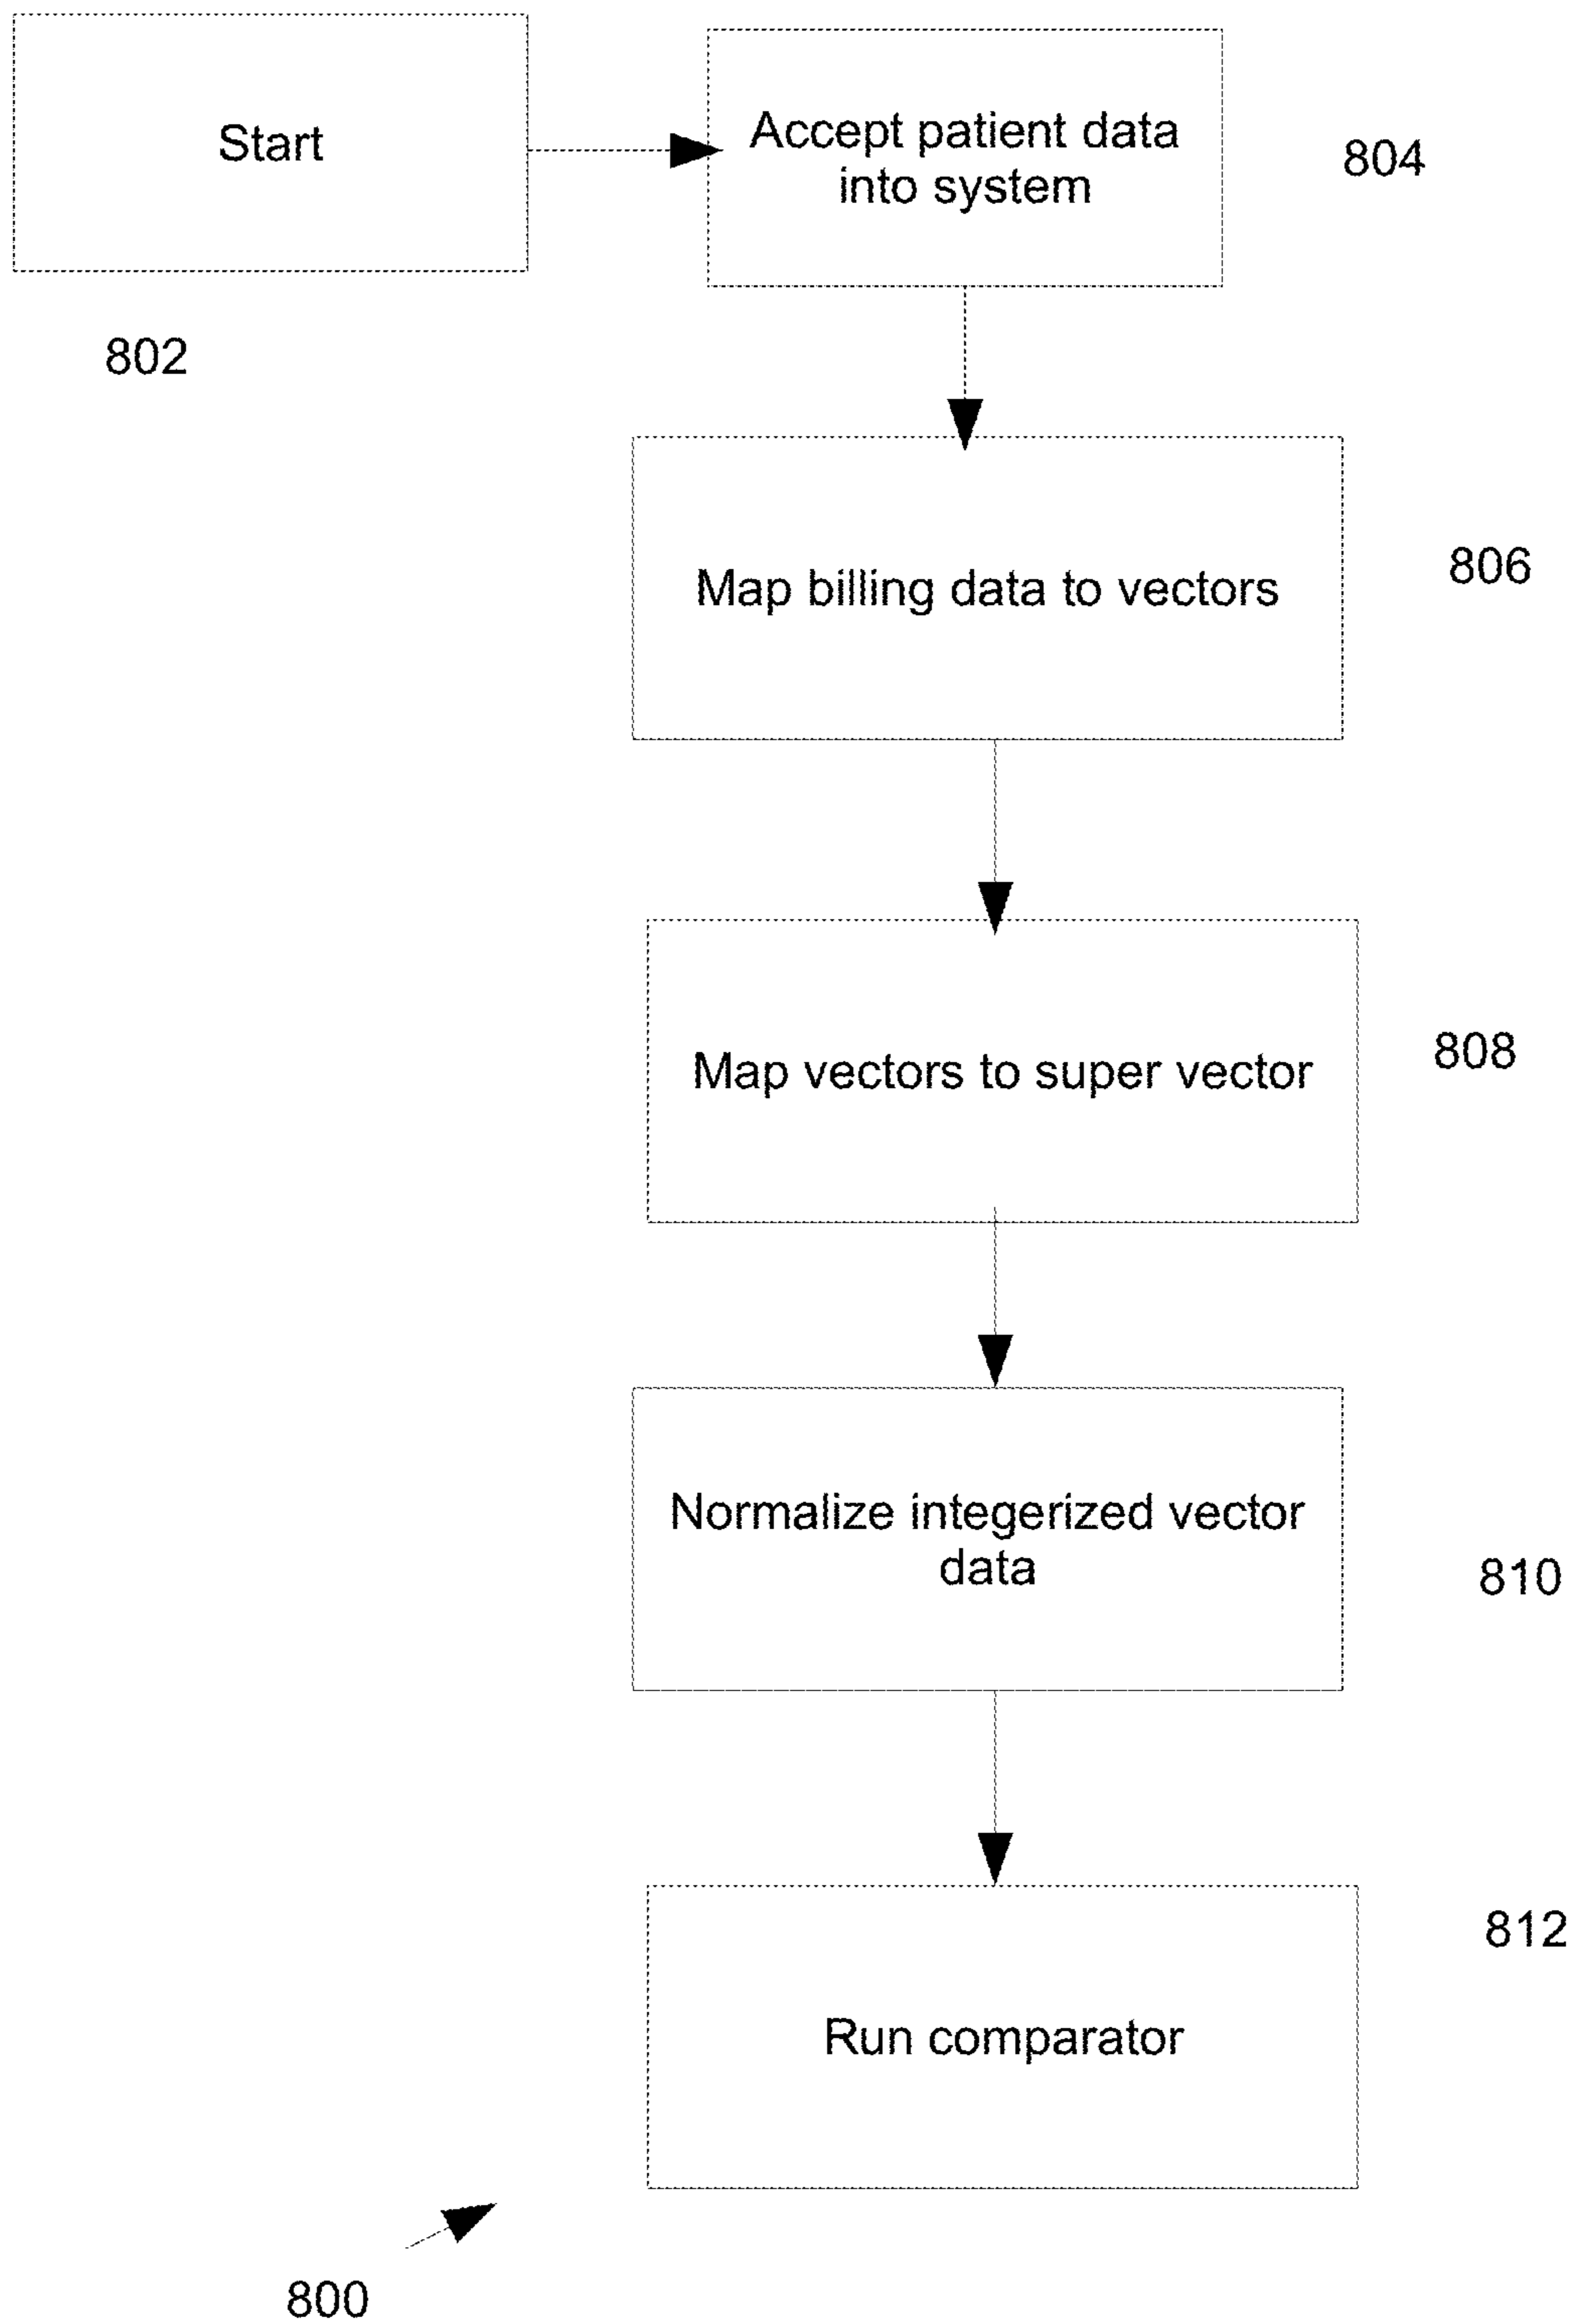 Start
802
Accept patient data
into system
804
Map billing data to vectors
806
Map vectors to super vector
808
Normalize integerized vector
data
810
Run comparator
812
800